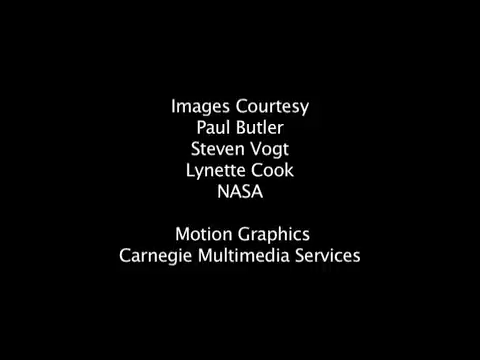 Images Courtesy
Paul Butler
Steven Vogt
Lynette Cook
NASA
Motion Graphics
Carnegie Multimedia Services